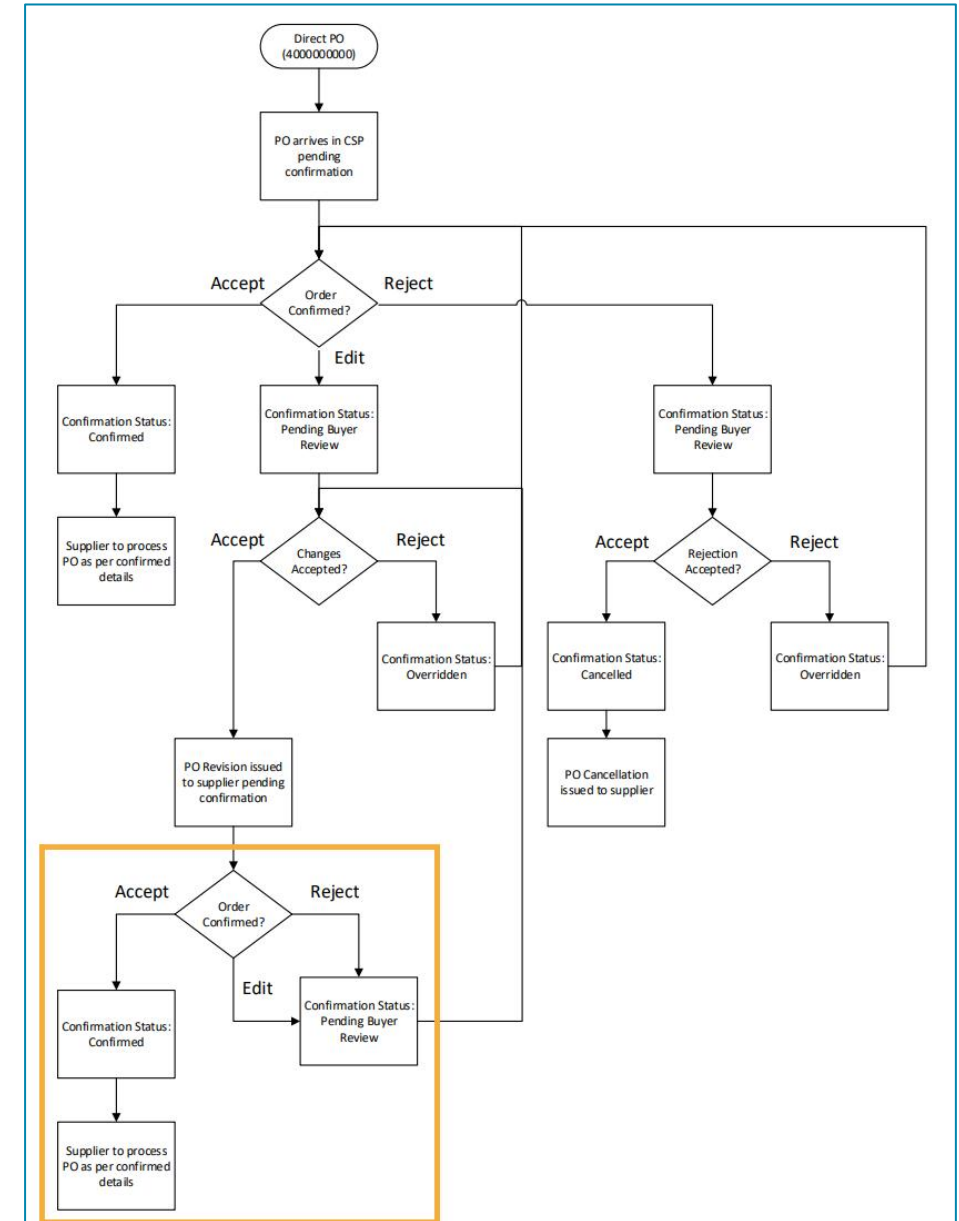 Direct PO
(4000000000)
PO arrives in CSP
pending
confirmation
Accept
Order
Confirmed?
Reject
Edit
Confirmation Status:
Confirmed
Confirmation Status:
Pending Buyer
Review
Confirmation Status:
Pending Buyer
Review
Supplier to process
PO as per confirmed
details
Accept
Changes
Accepted?
Reject
Accept
Rejection
Accepted?
Reject
Confirmation Status:
Overridden
Confirmation Status:
Cancelled
Confirmation Status:
Overridden
PO Revision issued
to supplier pending
confirmation
PO Cancellation
issued to supplier
Accept
Order
Confirmed?
Reject
Edit
Confirmation Status:
Confirmed
Confirmation Status:
Pending Buyer
Review
Supplier to process
PO as per confirmed
details